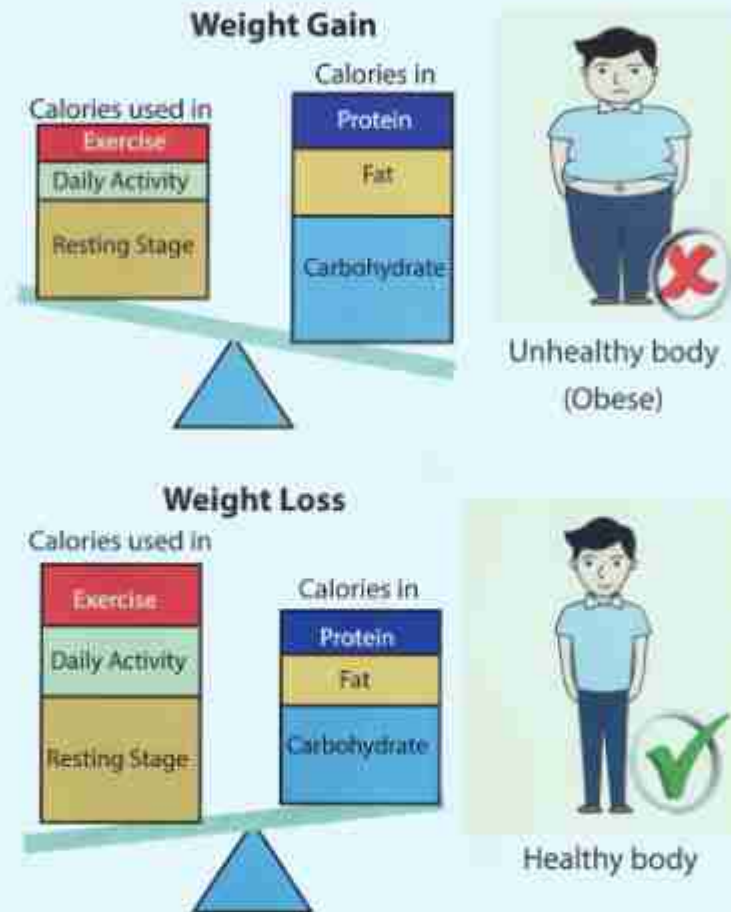 Weight Gain
Calories used in
Exercise
Daily Activity
Resting Stage
Calories in
Protein
Fat
Carbohydrate
Unhealthy body
(Obese)
Weight Loss
Calories used in
Exercise
Daily Activity
Resting Stage
Calories in
Protein
Fat
Carbohydrate
Healthy body